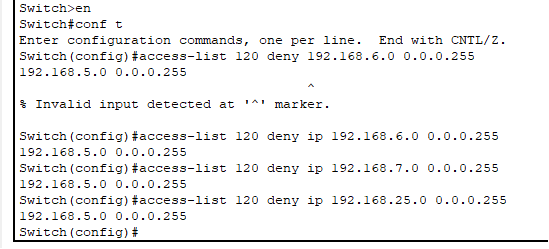 Switch>en
Switch#conf t
Enter configuration commands, one per line.  End with CNTL/Z.
Switch(config)#access-list 120 deny 192.168.6.0 0.0.0.255
192.168.5.0 0.0.0.255
^
% Invalid input detected at '^' marker.
Switch(config)#access-list 120 deny ip 192.168.6.0 0.0.0.255
192.168.5.0 0.0.0.255
Switch(config)#access-list 120 deny ip 192.168.7.0 0.0.0.255
192.168.5.0 0.0.0.255
Switch(config)#access-list 120 deny ip 192.168.25.0 0.0.0.255
192.168.5.0 0.0.0.255
Switch(config)#